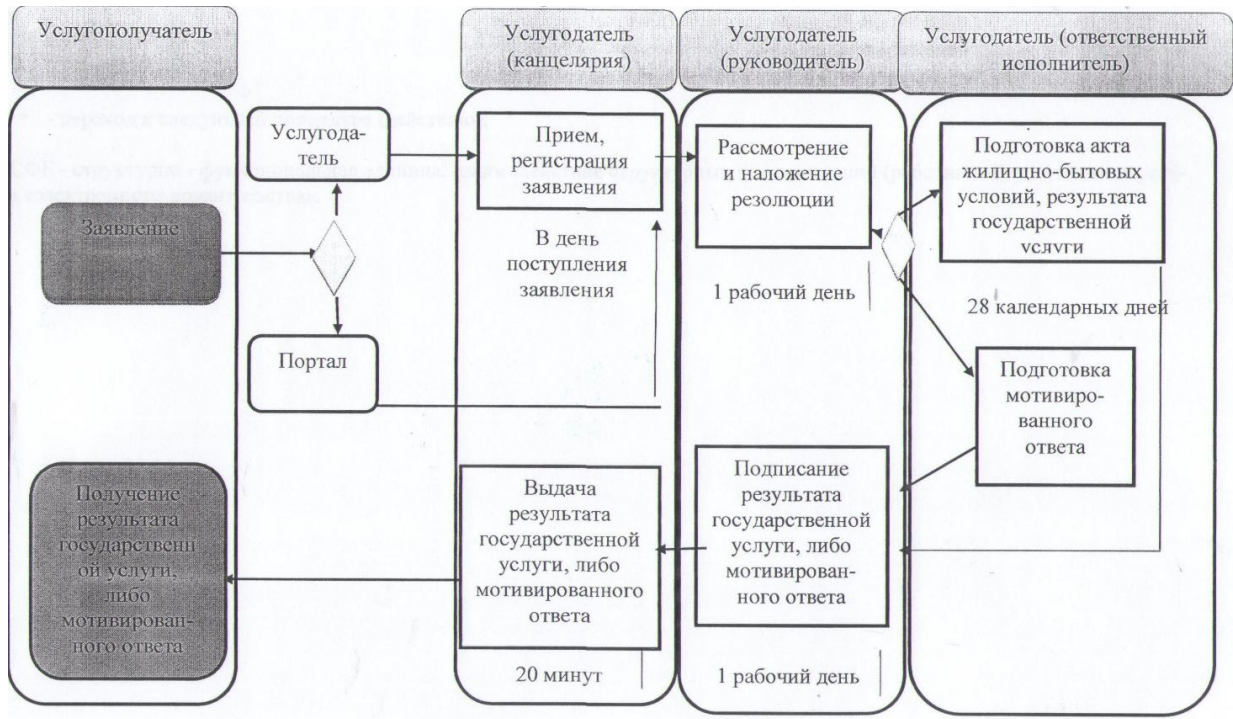 Услугополучатель
Услугодатель
(канцелярия)
Услугодатель
(руководитель)
Услугодатель (ответственный
исполнитель)
Заявление
Услугода-
тель
Портал
Прием,
регистрация
заявления
В день
поступления
заявления
Рассмотрение
и наложение
резолюции
1 рабочий день
Подготовка акта
жилищно-бытовых
условий, результата
государственной
услуги
28 календарных дней
Подготовка
мотивиро-
ванного
ответа
Подписание
результата
государственной
услуги, либо
мотивирован-
ного ответа
1 рабочий день
Выдача
результата
государственной
услуги, либо
мотивированного
ответа
20 минут
Получение
результата
государственн
ой услуги,
либо
мотивирован-
ного ответа